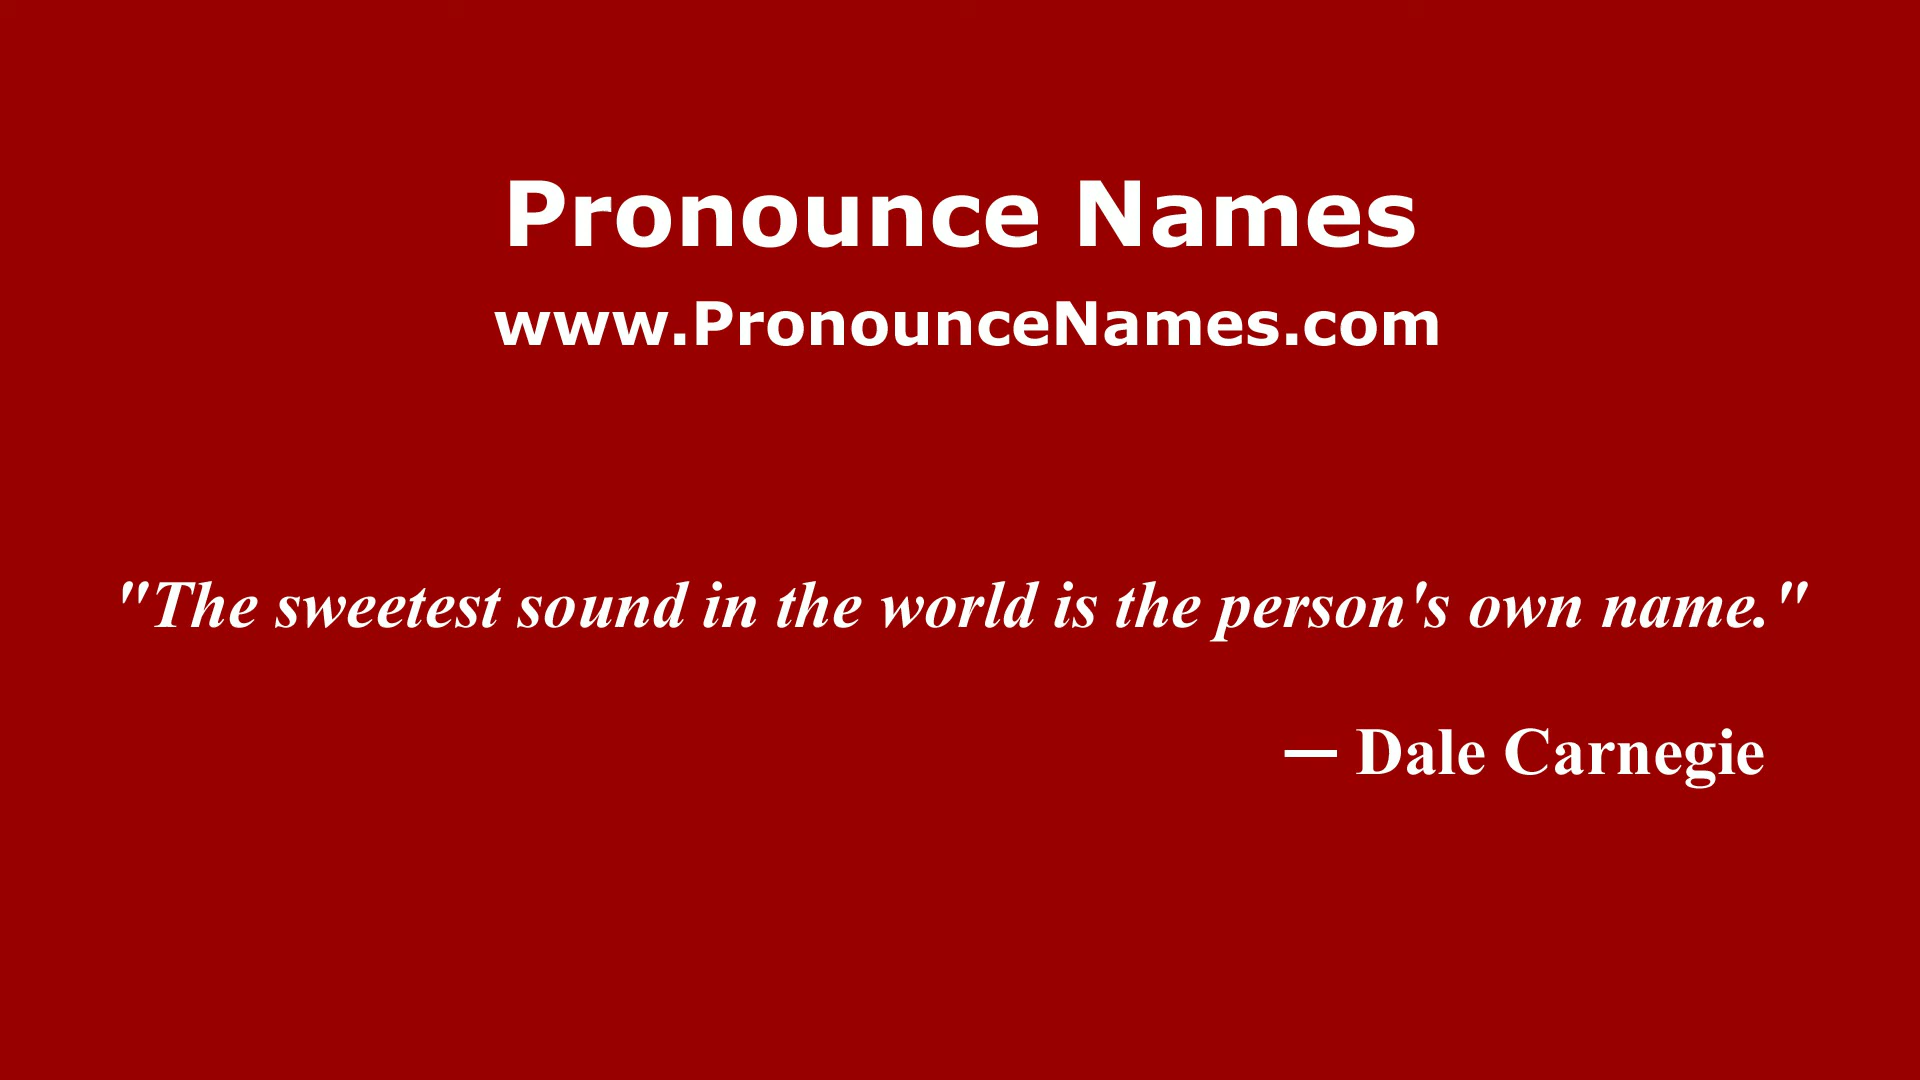 Pronounce Names
www.PronounceNames.com
"The sweetest sound in the world is the person's own name."
— Dale Carnegie